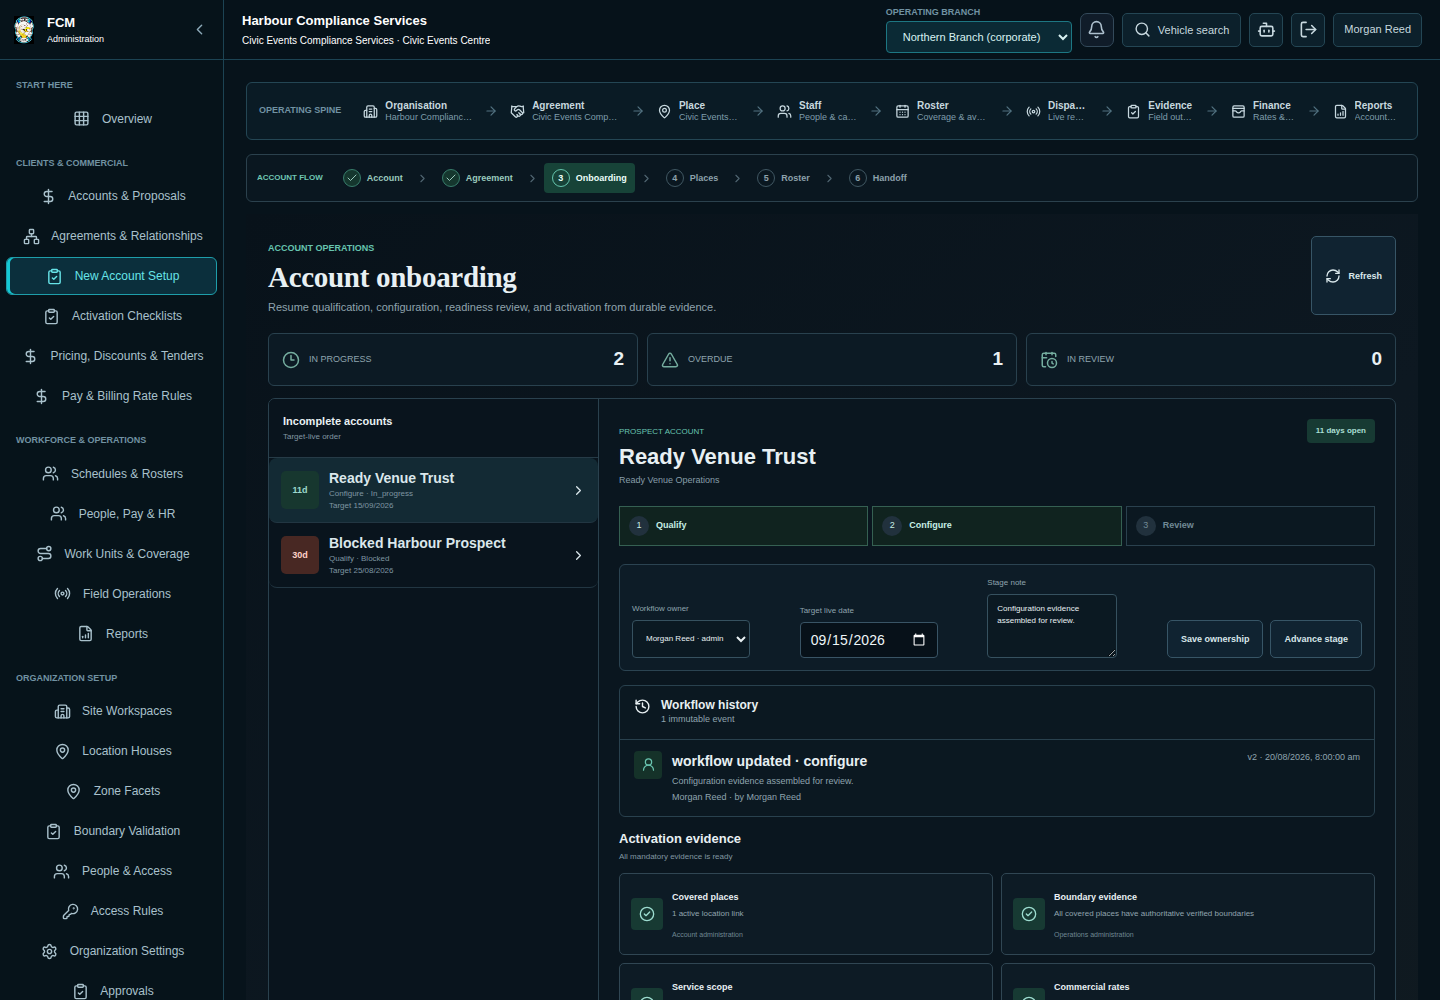 FCM
Administration
START HERE
Overview
CLIENTS & COMMERCIAL
Accounts & Proposals
Agreements & Relationships
New Account Setup
Activation Checklists
Pricing, Discounts & Tenders
Pay & Billing Rate Rules
WORKFORCE & OPERATIONS
Schedules & Rosters
People, Pay & HR
Work Units & Coverage
Field Operations
Reports
ORGANIZATION SETUP
Site Workspaces
Location Houses
Zone Facets
Boundary Validation
People & Access
Access Rules
Organization Settings
Approvals
Harbour Compliance Services
Civic Events Compliance Services · Civic Events Centre
OPERATING BRANCH
Northern Branch (corporate)
Vehicle search
Morgan Reed
OPERATING SPINE
Organisation
Harbour Complianc...
Agreement
Civic Events Comp...
Place
Civic Events...
Staff
People & ca...
Roster
Coverage & av...
Dispa...
Live re...
Evidence
Field out...
Finance
Rates &...
Reports
Account...
ACCOUNT FLOW
Account
Agreement
3 Onboarding
4 Places
5 Roster
6 Handoff
ACCOUNT OPERATIONS
Account onboarding
Resume qualification, configuration, readiness review, and activation from durable evidence.
Refresh
IN PROGRESS 2
OVERDUE 1
IN REVIEW 0
Incomplete accounts
Target-live order
11d
Ready Venue Trust
Configure · In_progress
Target 15/09/2026
30d
Blocked Harbour Prospect
Qualify · Blocked
Target 25/08/2026
PROSPECT ACCOUNT
Ready Venue Trust
Ready Venue Operations
11 days open
1 Qualify
2 Configure
3 Review
Workflow owner
Morgan Reed · admin
Target live date
09/15/2026
Stage note
Configuration evidence
assembled for review.
Save ownership
Advance stage
Workflow history
1 immutable event
workflow updated · configure
Configuration evidence assembled for review.
Morgan Reed · by Morgan Reed
v2 · 20/08/2026, 8:00:00 am
Activation evidence
All mandatory evidence is ready
Covered places
1 active location link
Account administration
Boundary evidence
All covered places have authoritative verified boundaries
Operations administration
Service scope
Commercial rates